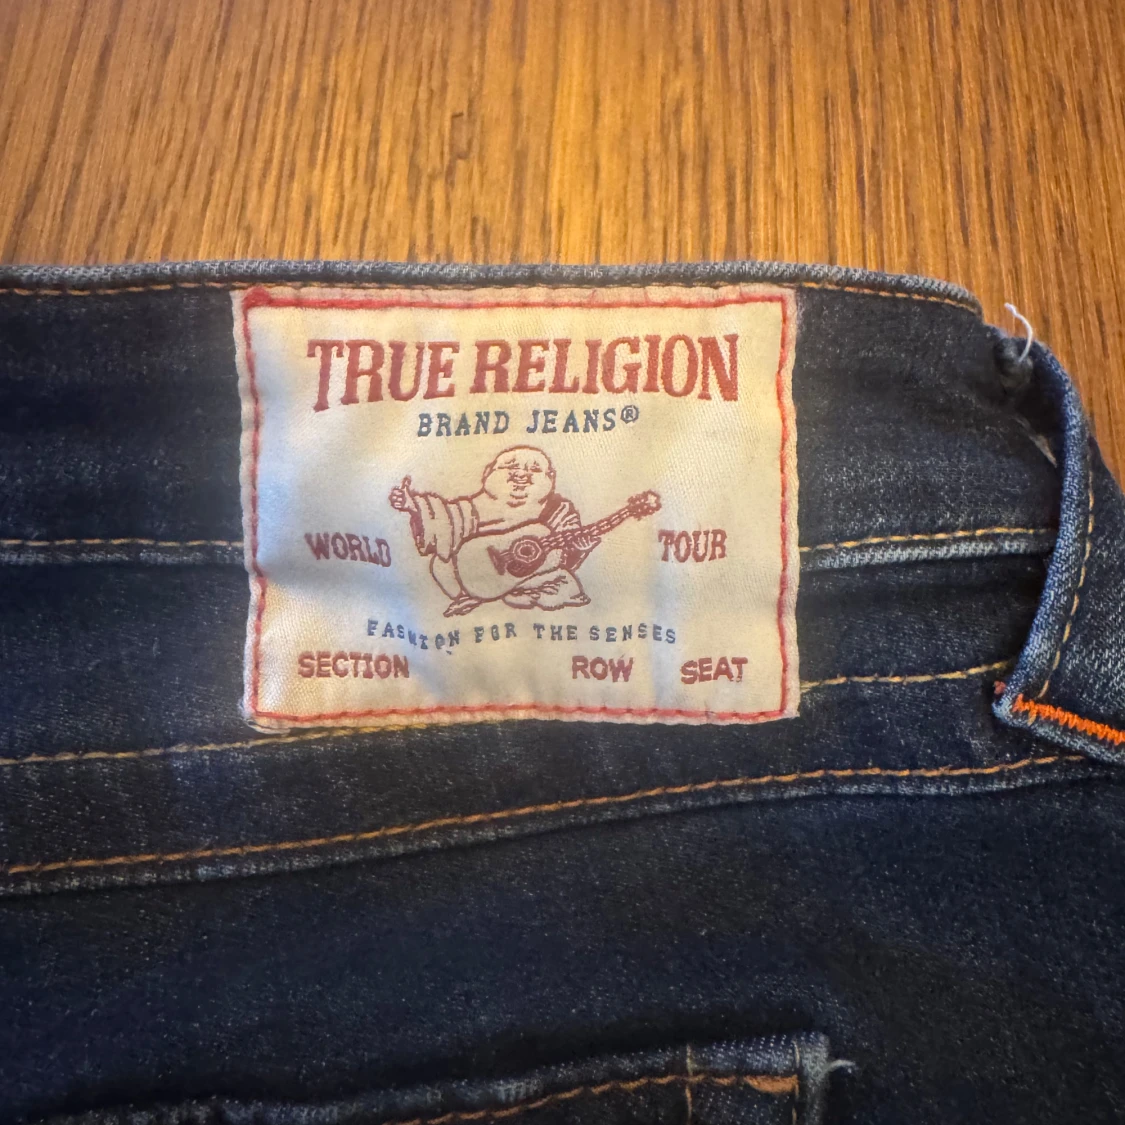 TRUE RELIGION
BRAND JEANS®
WORLD TOUR
FASHION FOR THE SENSES
SECTION ROW SEAT